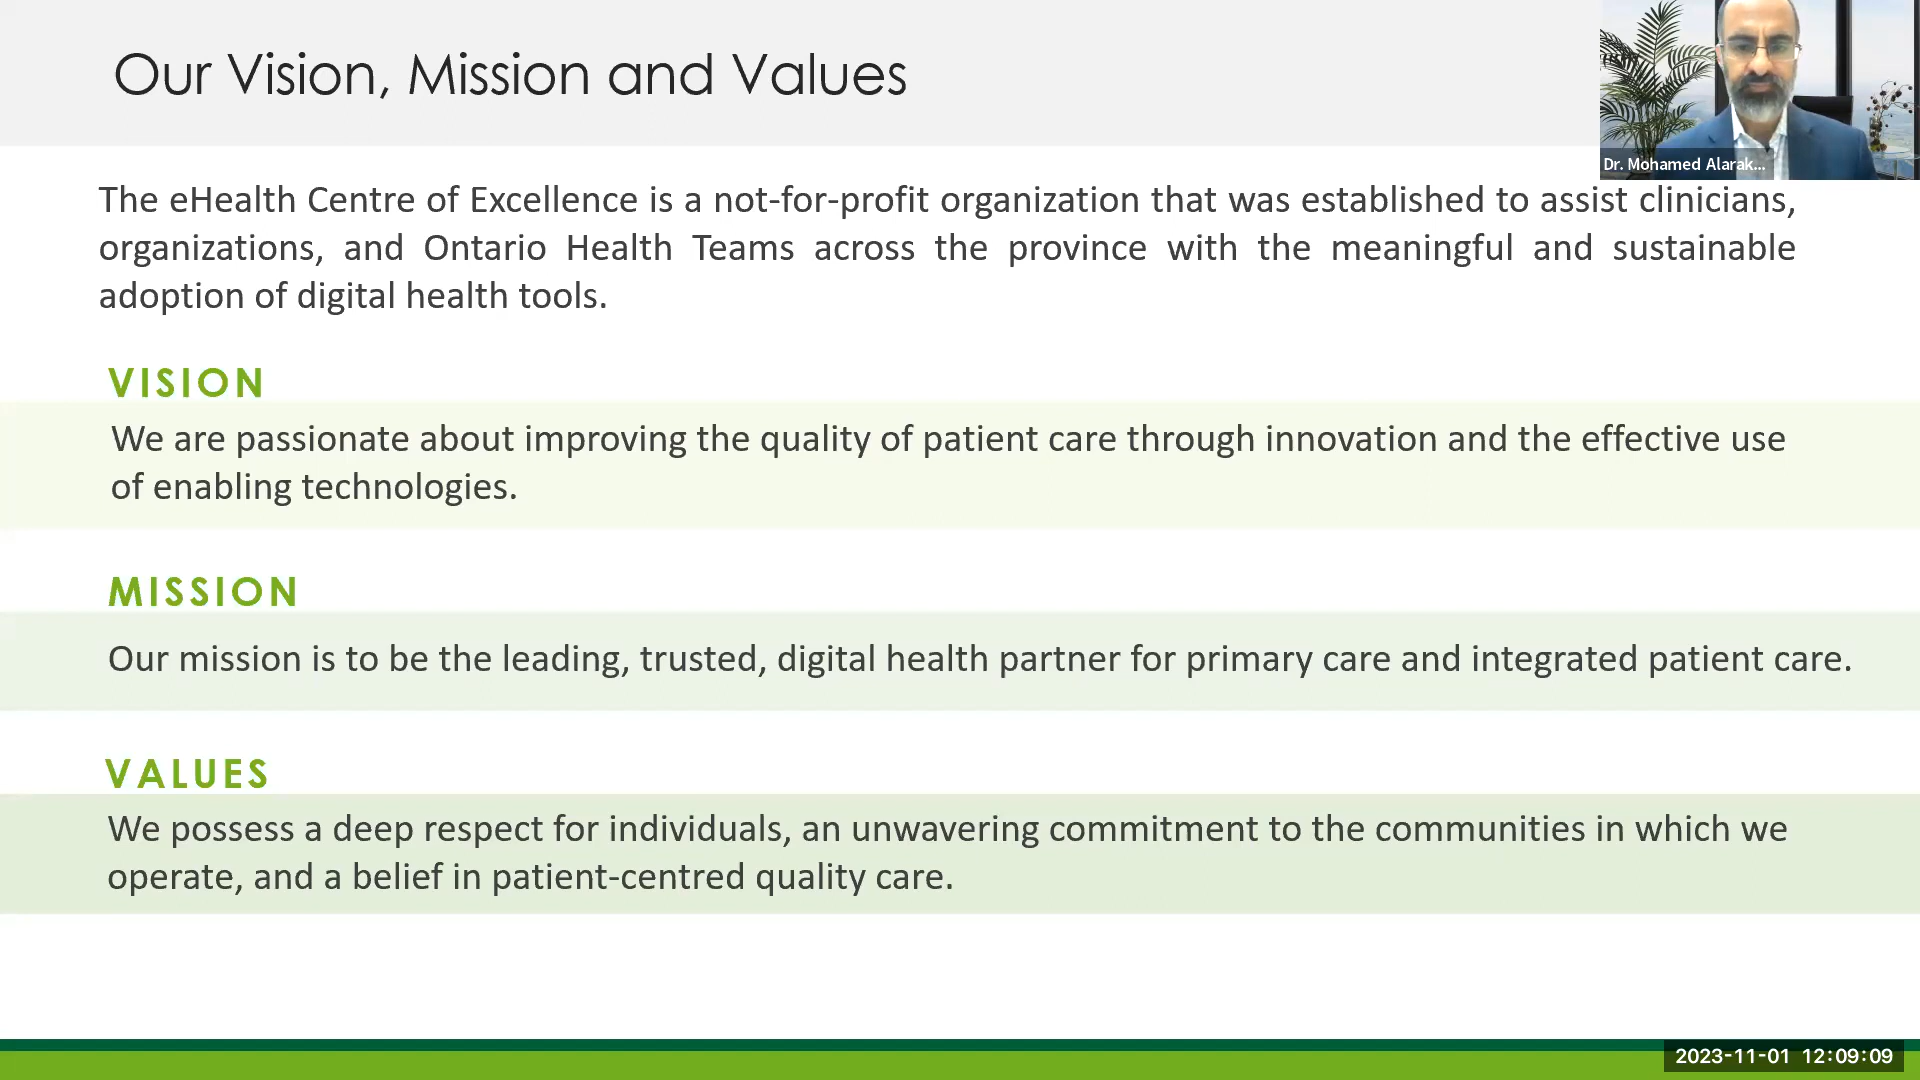 Our Vision, Mission and Values
Dr. Mohamed Alarak...
The eHealth Centre of Excellence is a not-for-profit organization that was established to assist clinicians,
organizations, and Ontario Health Teams across the province with the meaningful and sustainable
adoption of digital health tools.
VISION
We are passionate about improving the quality of patient care through innovation and the effective use
of enabling technologies.
MISSION
Our mission is to be the leading, trusted, digital health partner for primary care and integrated patient care.
VALUES
We possess a deep respect for individuals, an unwavering commitment to the communities in which we
operate, and a belief in patient-centred quality care.
2023-11-01 12:09:09